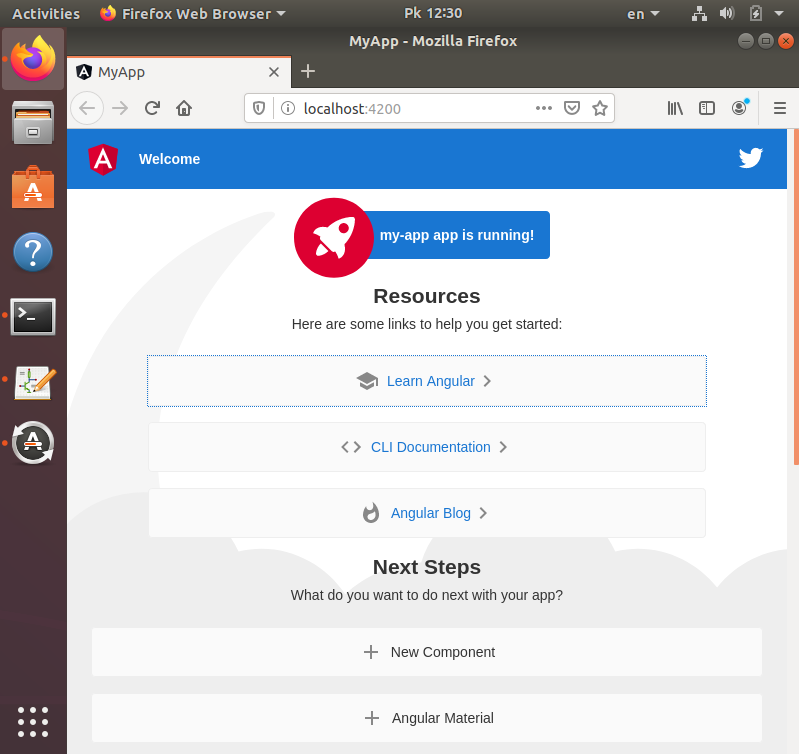 Activities Firefox Web Browser Pk 12:30 en
MyApp - Mozilla Firefox
MyApp
localhost:4200
Welcome
my-app app is running!
Resources
Here are some links to help you get started:
Learn Angular
CLI Documentation
Angular Blog
Next Steps
What do you want to do next with your app?
New Component
Angular Material